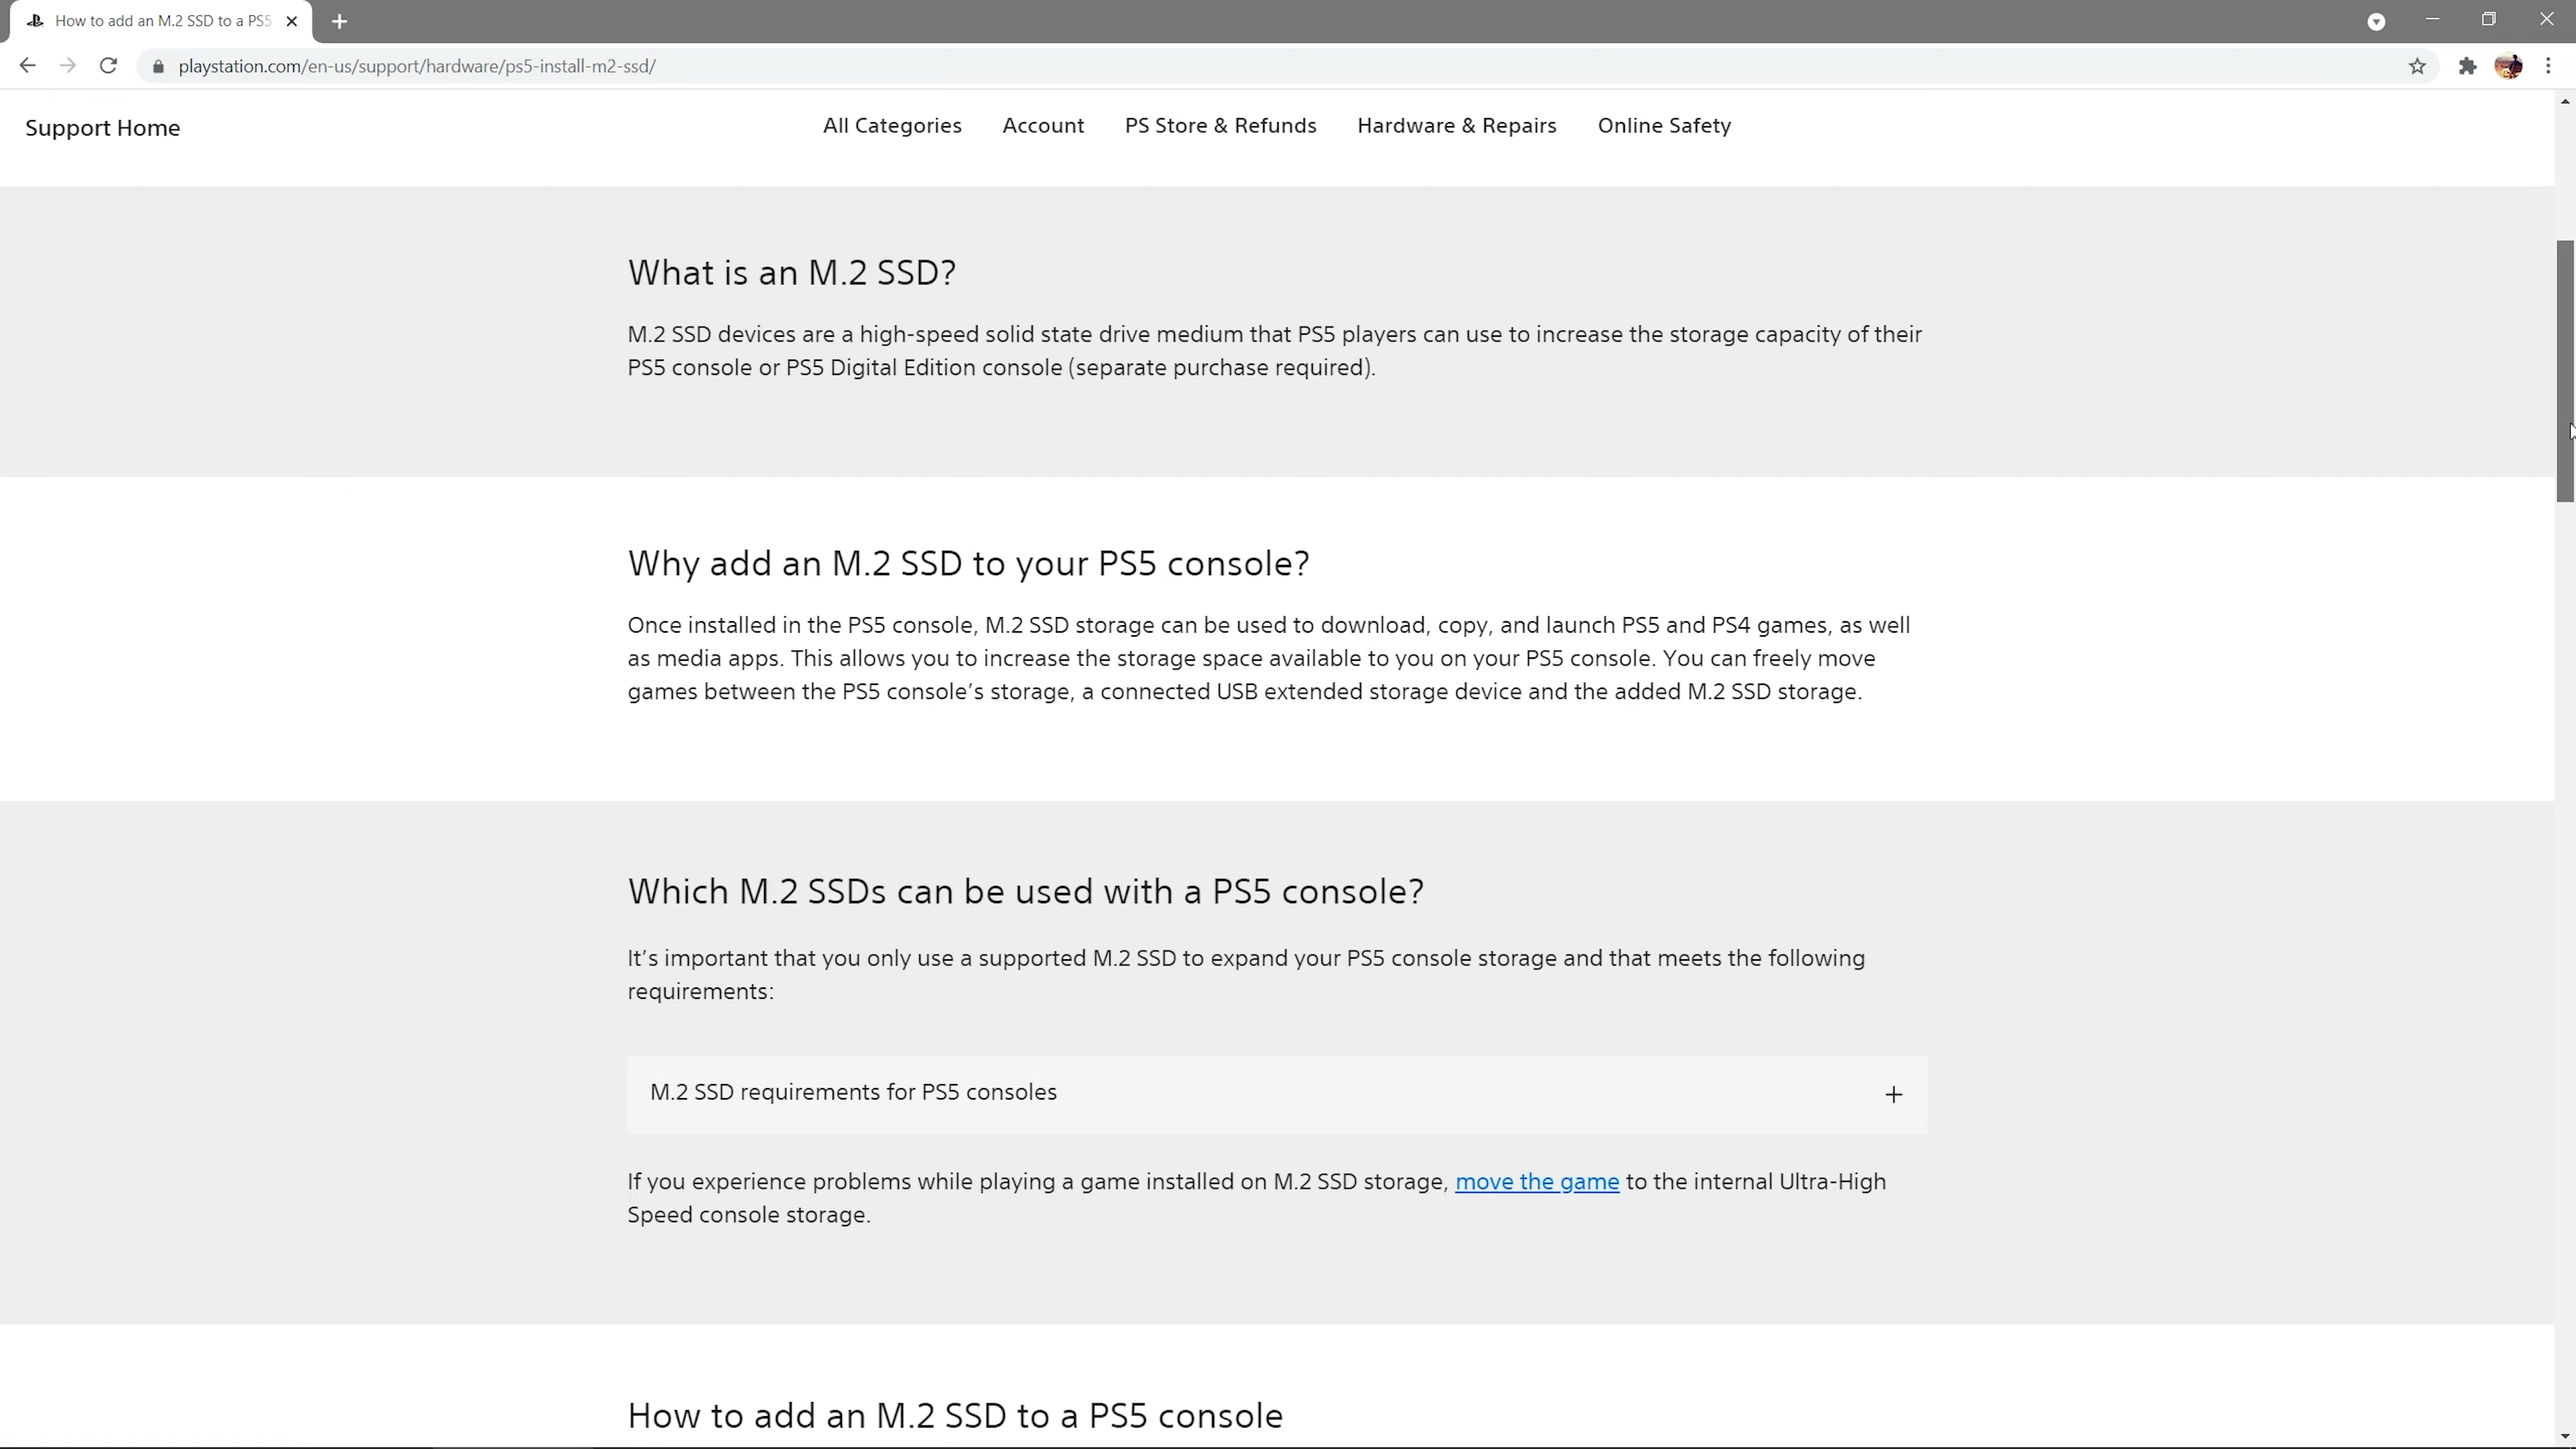 How to add an M.2 SSD to a PS5
playstation.com/en-us/support/hardware/ps5-install-m2-ssd/
Support Home
All Categories
Account
PS Store & Refunds
Hardware & Repairs
Online Safety
What is an M.2 SSD?
M.2 SSD devices are a high-speed solid state drive medium that PS5 players can use to increase the storage capacity of their
PS5 console or PS5 Digital Edition console (separate purchase required).
Why add an M.2 SSD to your PS5 console?
Once installed in the PS5 console, M.2 SSD storage can be used to download, copy, and launch PS5 and PS4 games, as well
as media apps. This allows you to increase the storage space available to you on your PS5 console. You can freely move
games between the PS5 console’s storage, a connected USB extended storage device and the added M.2 SSD storage.
Which M.2 SSDs can be used with a PS5 console?
It’s important that you only use a supported M.2 SSD to expand your PS5 console storage and that meets the following
requirements:
M.2 SSD requirements for PS5 consoles
If you experience problems while playing a game installed on M.2 SSD storage, move the game to the internal Ultra-High
Speed console storage.
How to add an M.2 SSD to a PS5 console